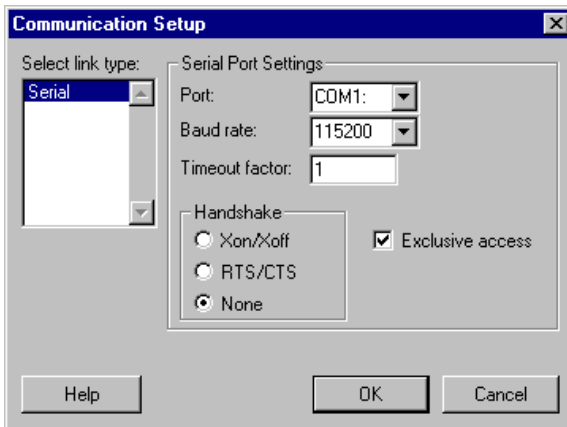 Communication Setup
Select link type:
Serial
Serial Port Settings
Port:
COM1:
Baud rate:
115200
Timeout factor:
1
Handshake
Xon/Xoff
RTS/CTS
None
Exclusive access
Help
OK
Cancel